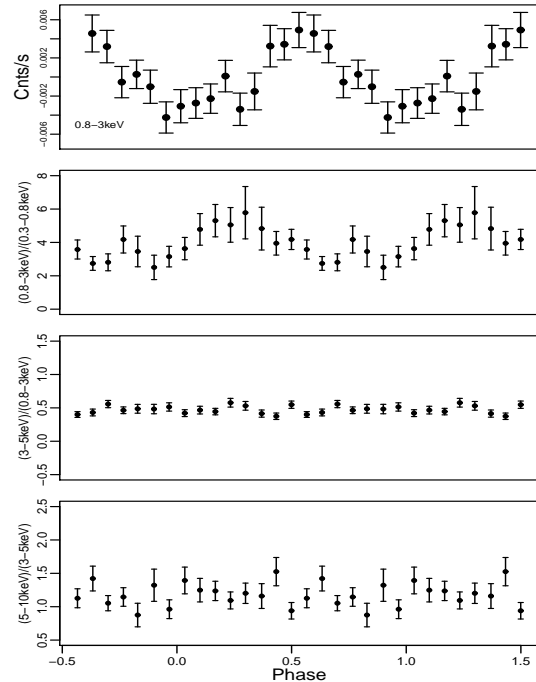 Cnts/s
0.006
0.002
−0.002
−0.006
0.8−3keV
(0.8−3keV)/(0.3−0.8keV)
8
6
4
2
0
(3−5keV)/(0.8−3keV)
1.5
1.0
0.5
0.0
−0.5
(5−10keV)/(3−5keV)
2.5
2.0
1.5
1.0
0.5
−0.5 0.0 0.5 1.0 1.5
Phase